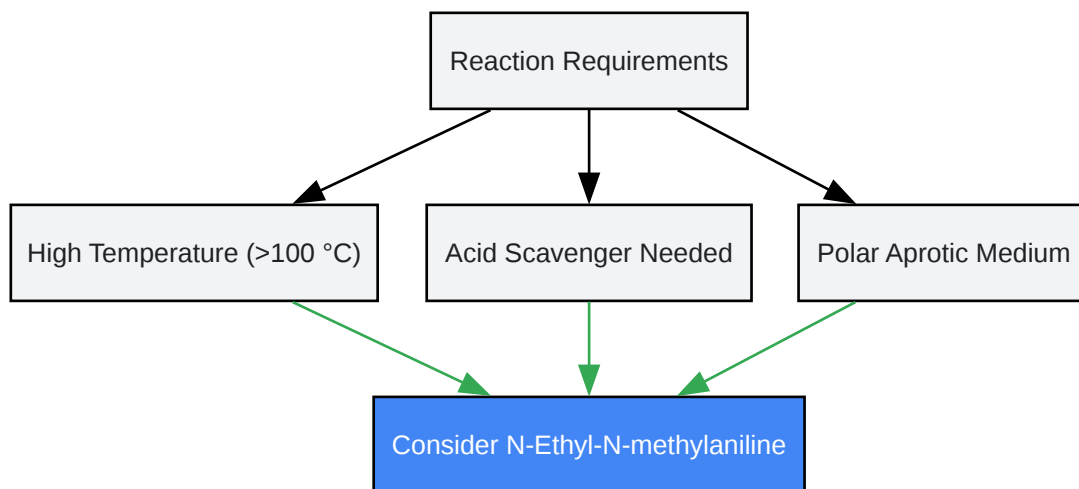 Reaction Requirements
High Temperature (>100 °C)
Acid Scavenger Needed
Polar Aprotic Medium
Consider N-Ethyl-N-methylaniline